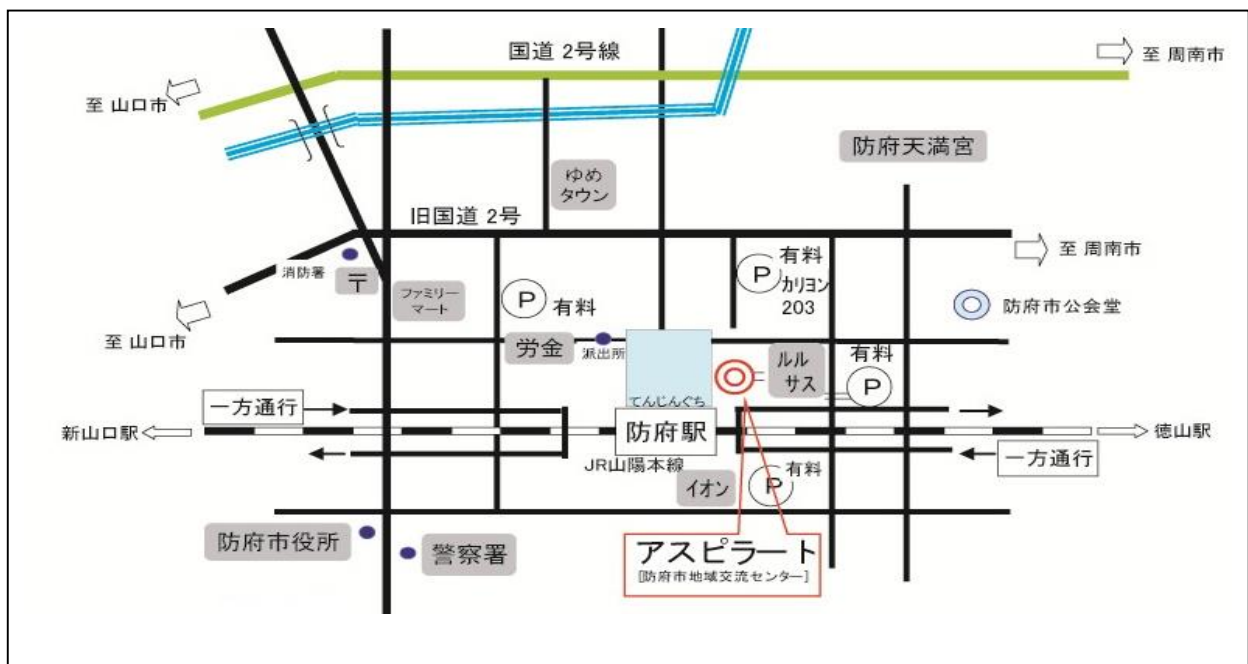 国道 2号線
至 周南市
至 山口市
防府天満宮
ゆめ
タウン
旧国道 2号
至 周南市
消防署
〒
ファミリー
マート
P
有料
P
有料
カリヨン
203
防府市公会堂
至 山口市
労金
派出所
ルル
サス
有料
P
てんじんぐち
一方通行
新山口駅
防府駅
徳山駅
JR山陽本線
一方通行
イオン
P
有料
防府市役所
警察署
アスピラート
[防府市地域交流センター]